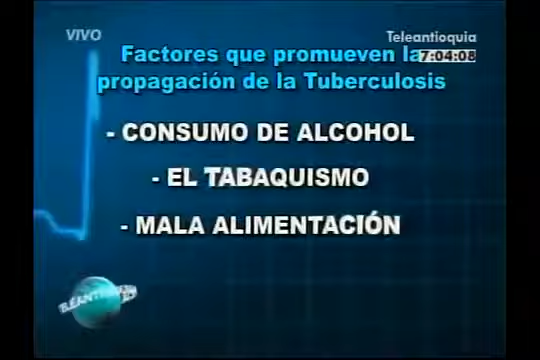 VIVO
Teleantioquia
7:04:08
Factores que promueven la
propagación de la Tuberculosis
- CONSUMO DE ALCOHOL
- EL TABAQUISMO
- MALA ALIMENTACIÓN